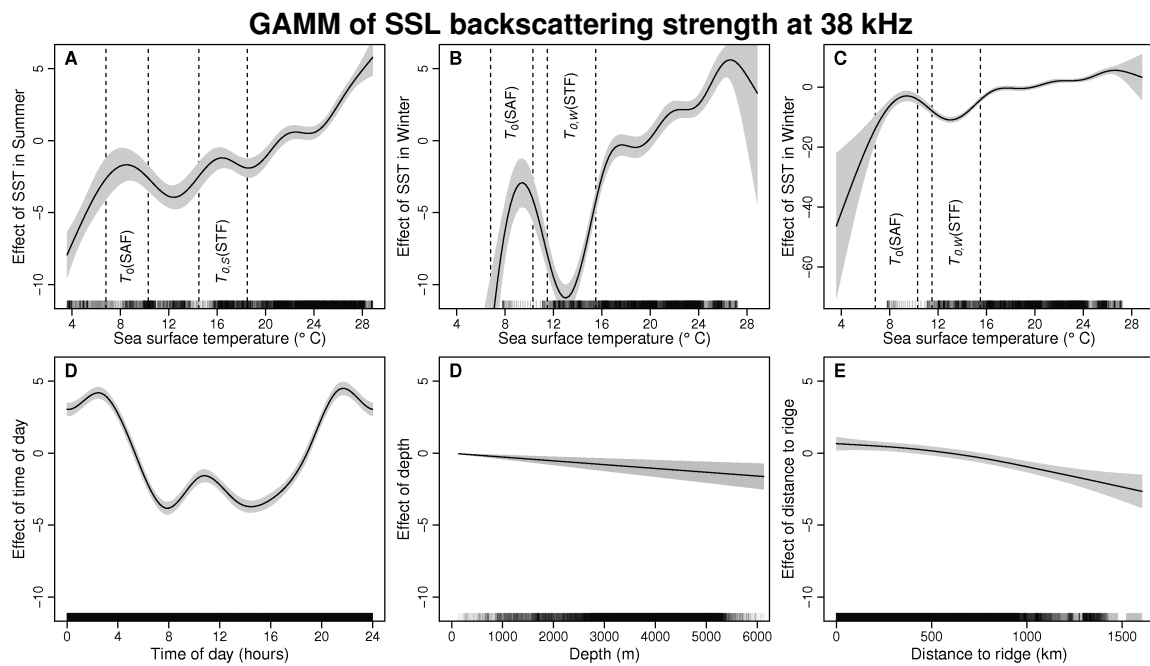 GAMM of SSL backscattering strength at 38 kHz
A
Effect of SST in Summer
5
0
−5
−10
T0(SAF)
T0,S(STF)
4 8 12 16 20 24 28
Sea surface temperature (° C)
B
Effect of SST in Winter
5
0
−5
−10
T0(SAF)
T0,W(STF)
4 8 12 16 20 24 28
Sea surface temperature (° C)
C
Effect of SST in Winter
0
−20
−40
−60
T0(SAF)
T0,W(STF)
4 8 12 16 20 24 28
Sea surface temperature (° C)
D
Effect of time of day
5
0
−5
−10
0 4 8 12 16 20 24
Time of day (hours)
D
Effect of depth
5
0
−5
−10
0 1000 2000 3000 4000 5000 6000
Depth (m)
E
Effect of distance to ridge
5
0
−5
−10
0 500 1000 1500
Distance to ridge (km)